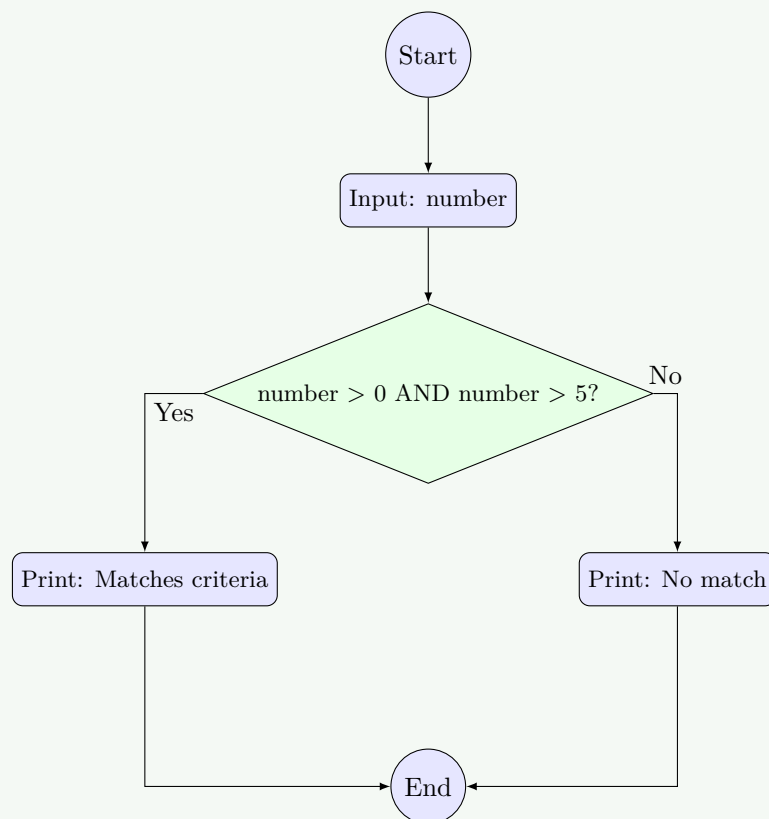 Start
Input: number
number > 0 AND number > 5?
Yes
No
Print: Matches criteria
Print: No match
End